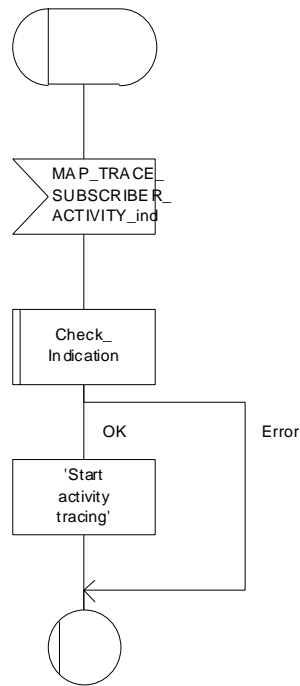 MAP_TRACE_
SUBSCRIBER_
ACTIVITY_ind
Check_
Indication
OK
Error
'Start
activity
tracing'